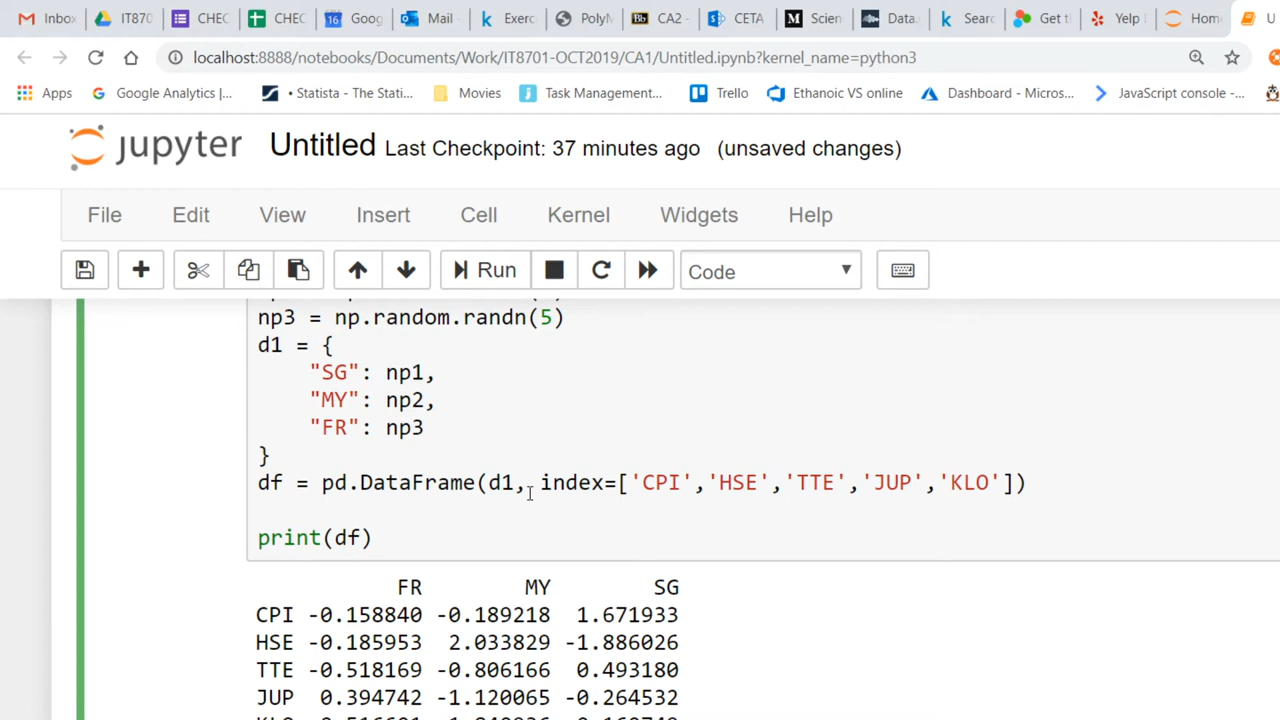 Inbox IT870 CHEC CHEC 16 Goog Mail - k Exerc PolyM Bb CA2 - CETA M Scien Data. k Searc Get t Yelp Hom U
localhost:8888/notebooks/Documents/Work/IT8701-OCT2019/CA1/Untitled.ipynb?kernel_name=python3
Apps Google Analytics |... • Statista - The Stati... Movies Task Management... Trello Ethanoic VS online Dashboard - Micros... JavaScript console -...
jupyter Untitled Last Checkpoint: 37 minutes ago (unsaved changes)
File Edit View Insert Cell Kernel Widgets Help
Run Code
np3 = np.random.randn(5)
d1 = {
"SG": np1,
"MY": np2,
"FR": np3
}
df = pd.DataFrame(d1, index=['CPI','HSE','TTE','JUP','KLO'])
print(df)
FR MY SG
CPI -0.158840 -0.189218 1.671933
HSE -0.185953 2.033829 -1.886026
TTE -0.518169 -0.806166 0.493180
JUP 0.394742 -1.120065 -0.264532